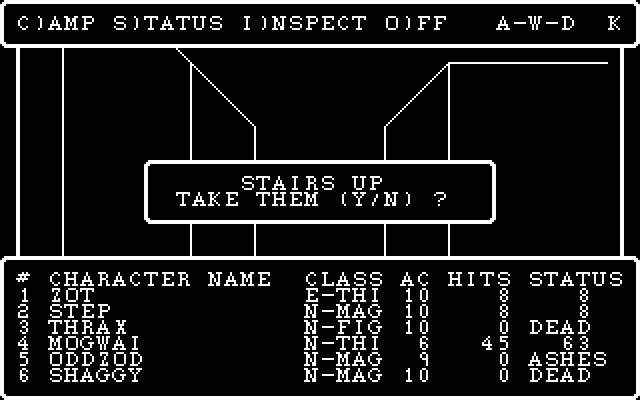 C)AMP S)TATUS I)NSPECT O)FF A-W-D K
STAIRS UP
TAKE THEM (Y/N) ?
# CHARACTER NAME CLASS AC HITS STATUS
1 ZOT E-THI 10 8 8
2 STEP N-MAG 10 8 8
3 THRAX N-FIG 10 0 DEAD
4 MOGWAI N-THI 6 45 63
5 ODDZOD N-MAG 9 0 ASHES
6 SHAGGY N-MAG 10 0 DEAD